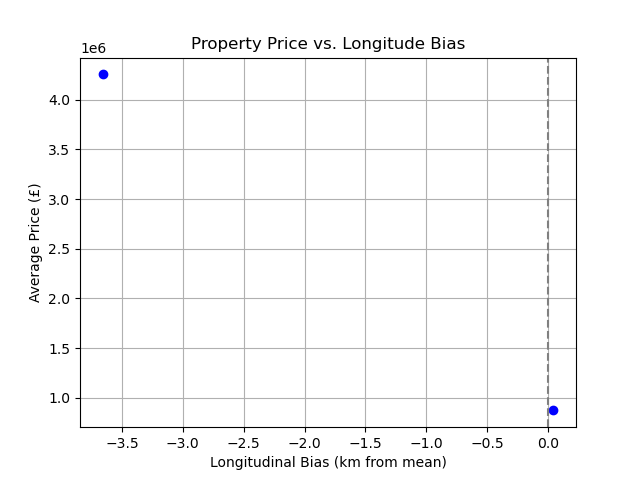 Property Price vs. Longitude Bias
1e6
4.0
3.5
3.0
2.5
2.0
1.5
1.0
Average Price (£)
−3.5 −3.0 −2.5 −2.0 −1.5 −1.0 −0.5 0.0
Longitudinal Bias (km from mean)